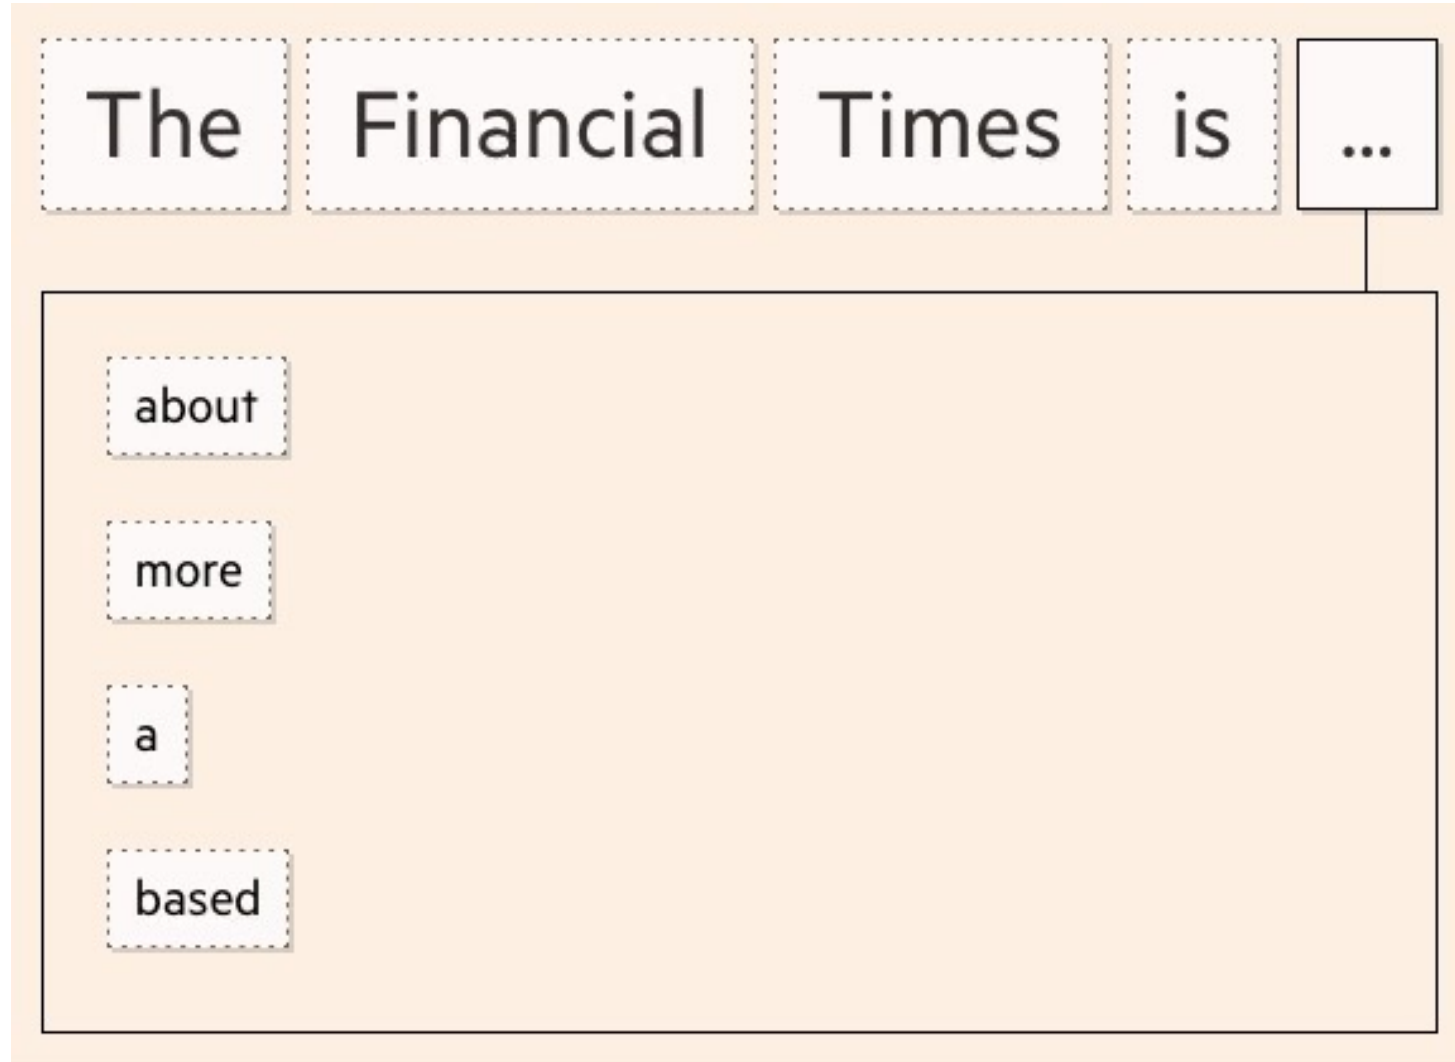 The Financial Times is ...
about
more
a
based